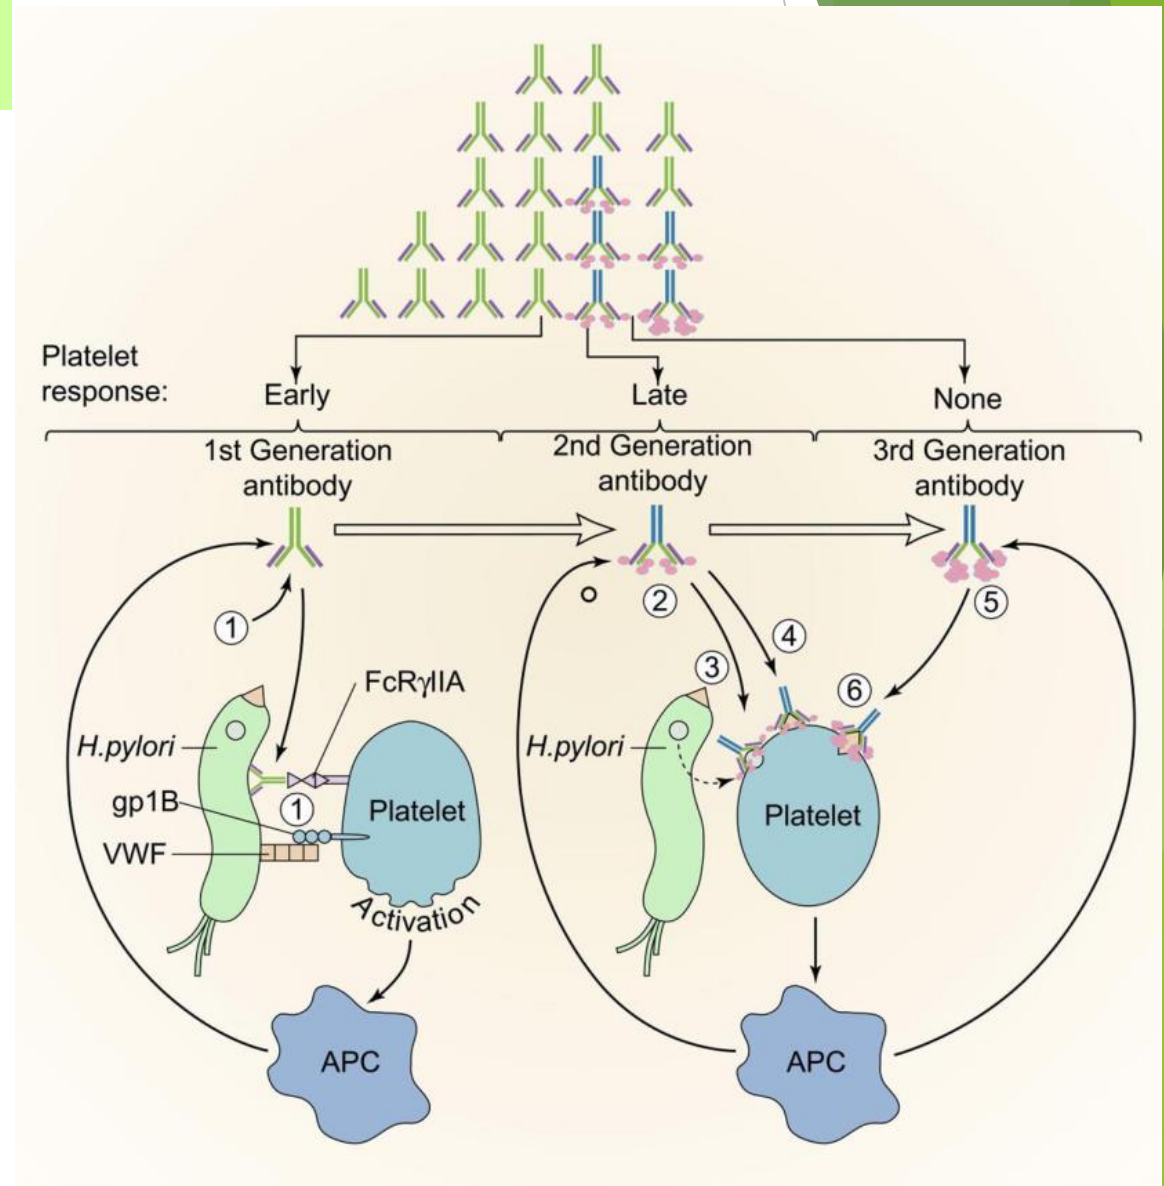 Platelet
response:
Early
Late
None
1st Generation
antibody
2nd Generation
antibody
3rd Generation
antibody
1
2
5
4
3
6
FcRγIIA
H.pylori
gp1B
1
VWF
Platelet
Activation
H.pylori
Platelet
APC
APC